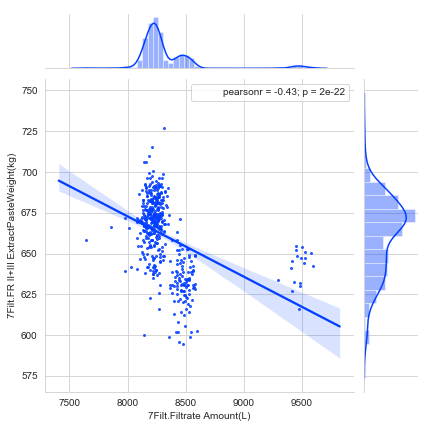 pearsonr = -0.43; p = 2e-22
750
725
700
675
650
625
600
575
7Filt.FR I+III ExtractPasteWeight(kg)
7500 8000 8500 9000 9500
7Filt.Filtrate Amount(L)